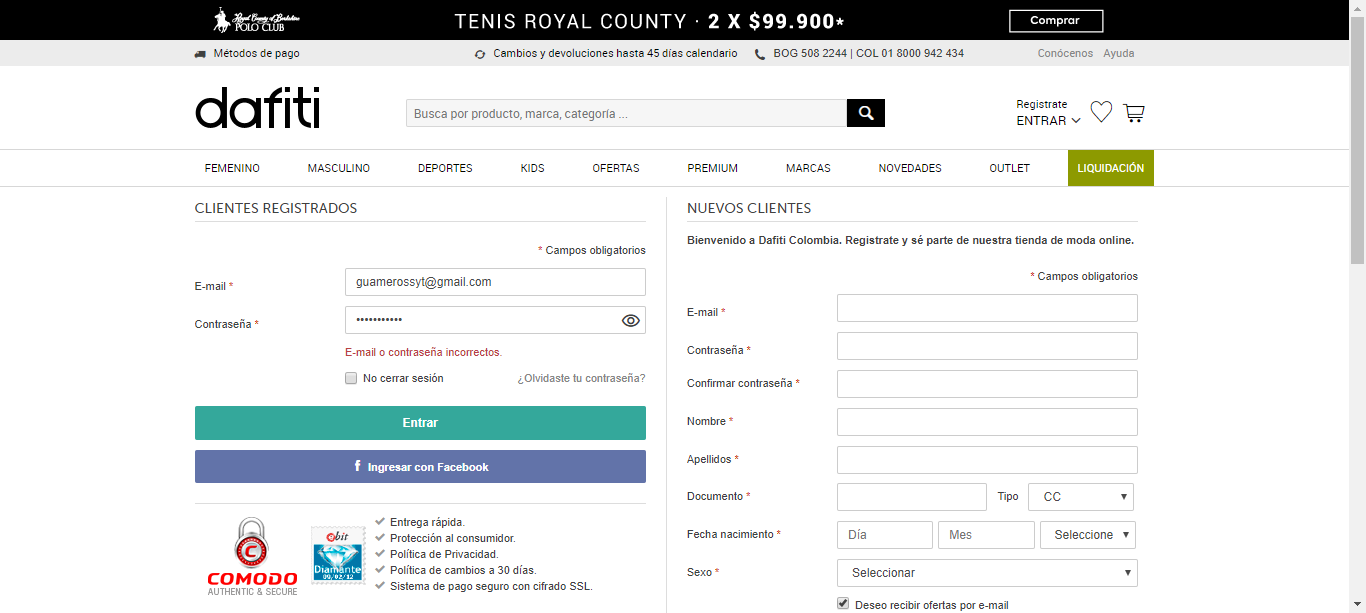 Royal County of Berkshire
POLO CLUB
TENIS ROYAL COUNTY · 2 X $99.900*
Comprar
Métodos de pago
Cambios y devoluciones hasta 45 días calendario
BOG 508 2244 | COL 01 8000 942 434
Conócenos Ayuda
dafiti
Busca por producto, marca, categoría ...
Registrate
ENTRAR
FEMENINO MASCULINO DEPORTES KIDS OFERTAS PREMIUM MARCAS NOVEDADES OUTLET LIQUIDACIÓN
CLIENTES REGISTRADOS
* Campos obligatorios
E-mail *
guamerossyt@gmail.com
Contraseña *
•••••••••••
E-mail o contraseña incorrectos.
No cerrar sesión
¿Olvidaste tu contraseña?
Entrar
f Ingresar con Facebook
C
COMODO
AUTHENTIC & SECURE
ebit
Diamante
09/02/12
Entrega rápida.
Protección al consumidor.
Política de Privacidad.
Política de cambios a 30 días.
Sistema de pago seguro con cifrado SSL.
NUEVOS CLIENTES
Bienvenido a Dafiti Colombia. Registrate y sé parte de nuestra tienda de moda online.
* Campos obligatorios
E-mail *
Contraseña *
Confirmar contraseña *
Nombre *
Apellidos *
Documento *
Tipo CC
Fecha nacimiento *
Día Mes Seleccione
Sexo *
Seleccionar
Deseo recibir ofertas por e-mail